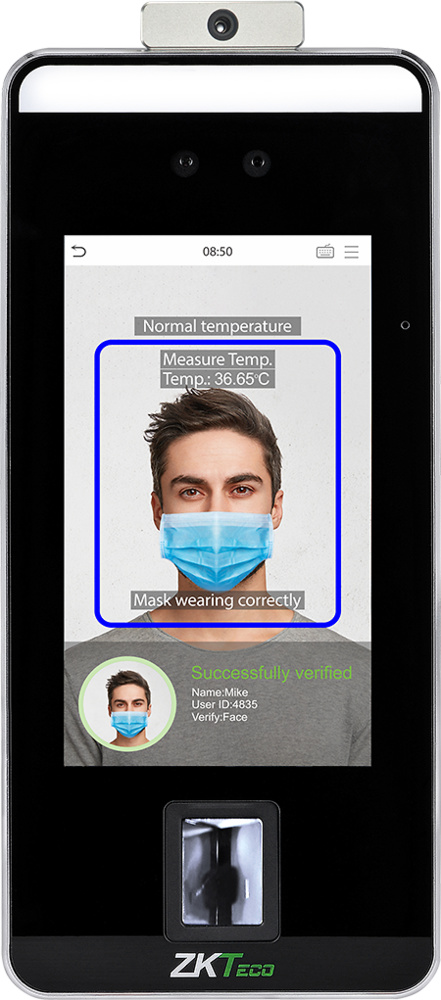 08:50
Normal temperature
Measure Temp.
Temp.: 36.65°C
Mask wearing correctly
Successfully verified
Name:Mike
User ID:4835
Verify:Face
ZKTECO